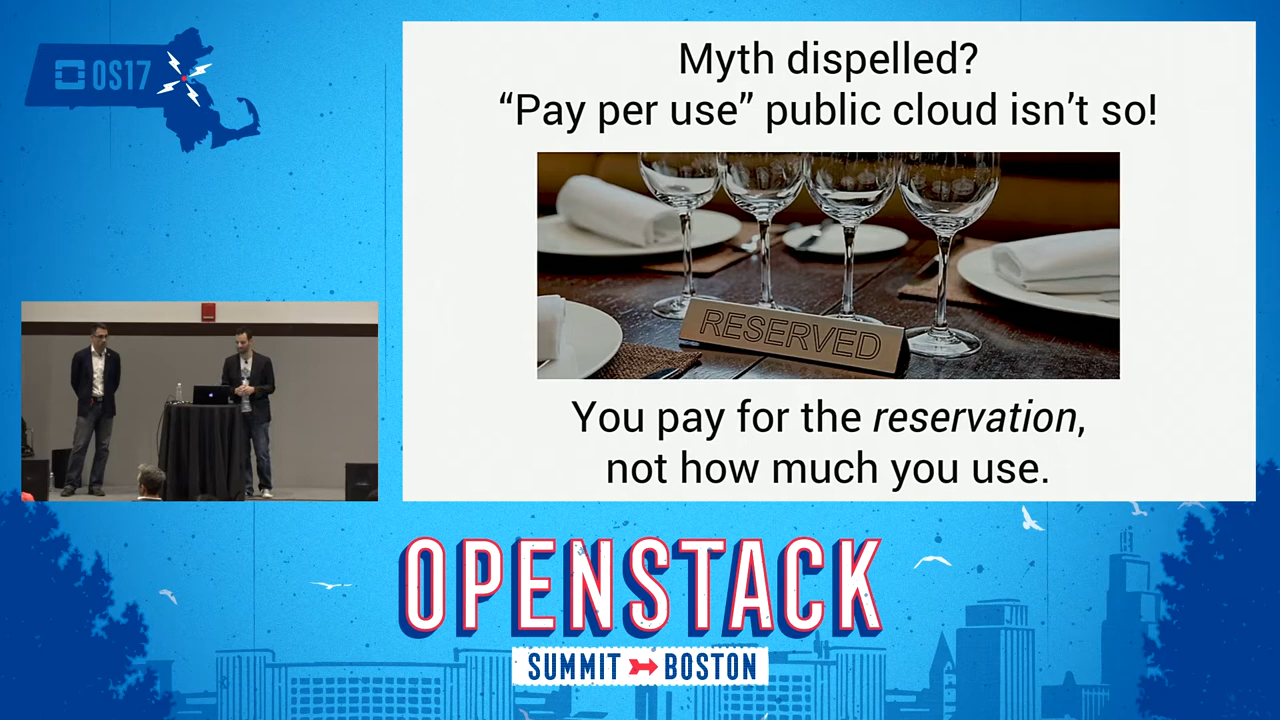 OS17
Myth dispelled?
“Pay per use” public cloud isn’t so!
RESERVED
You pay for the reservation,
not how much you use.
OPENSTACK
SUMMIT BOSTON